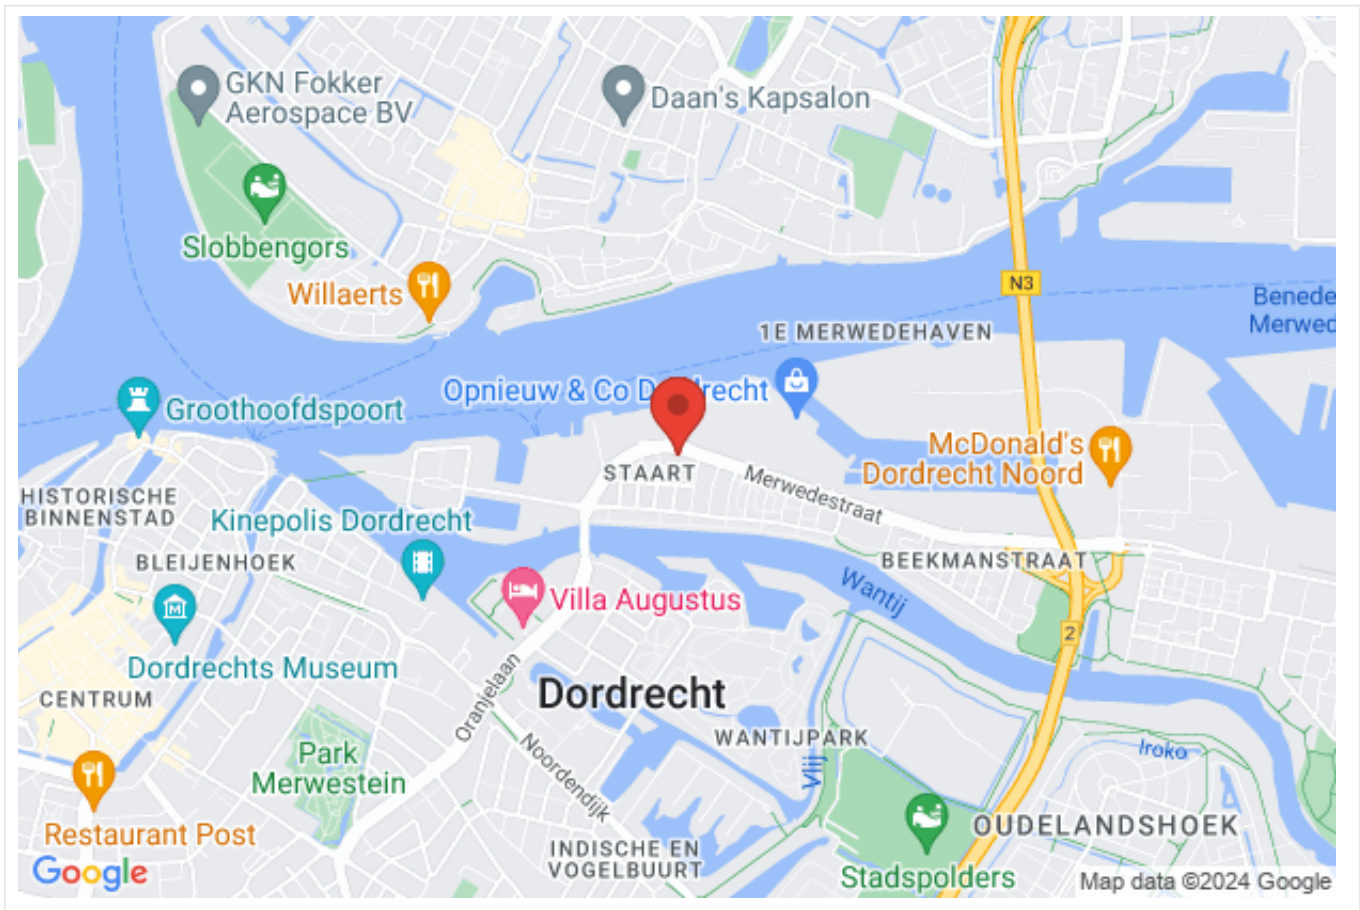 GKN Fokker
Aerospace BV
Daan's Kapsalon
Slobbengors
Willaerts
N3
Benede
Merwed
1E MERWEDEHAVEN
Opnieuw & Co Dordrecht
Groothoofdspoort
McDonald's
Dordrecht Noord
STAART
Merwedestraat
HISTORISCHE
BINNENSTAD
Kinepolis Dordrecht
BLEIJENHOEK
BEEKMANSTRAAT
Wantij
Villa Augustus
2
Dordrechts Museum
Oranjelaan
Dordrecht
CENTRUM
WANTIJPARK
Vlij
Iroko
Park
Merwestein
Noordendijk
Restaurant Post
OUDELANDSHOEK
INDISCHE EN
VOGELBUURT
Stadspolders
Google
Map data ©2024 Google